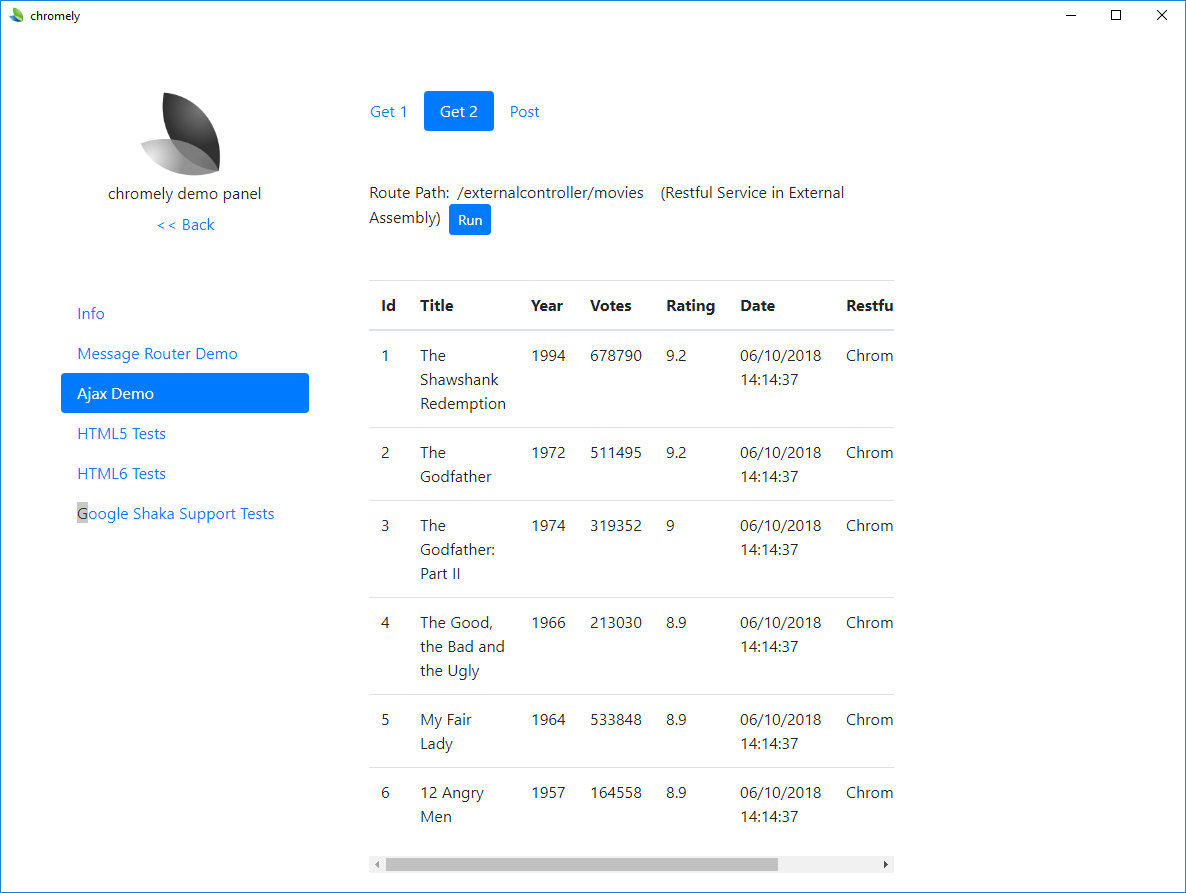 chromely
chromely demo panel
<< Back
Info
Message Router Demo
Ajax Demo
HTML5 Tests
HTML6 Tests
Google Shaka Support Tests
Get 1 Get 2 Post
Route Path: /externalcontroller/movies (Restful Service in External
Assembly) Run
Id Title Year Votes Rating Date Restfu
1 The 1994 678790 9.2 06/10/2018 Chrom
Shawshank 14:14:37
Redemption
2 The 1972 511495 9.2 06/10/2018 Chrom
Godfather 14:14:37
3 The 1974 319352 9 06/10/2018 Chrom
Godfather: 14:14:37
Part II
4 The Good, 1966 213030 8.9 06/10/2018 Chrom
the Bad and 14:14:37
the Ugly
5 My Fair 1964 533848 8.9 06/10/2018 Chrom
Lady 14:14:37
6 12 Angry 1957 164558 8.9 06/10/2018 Chrom
Men 14:14:37